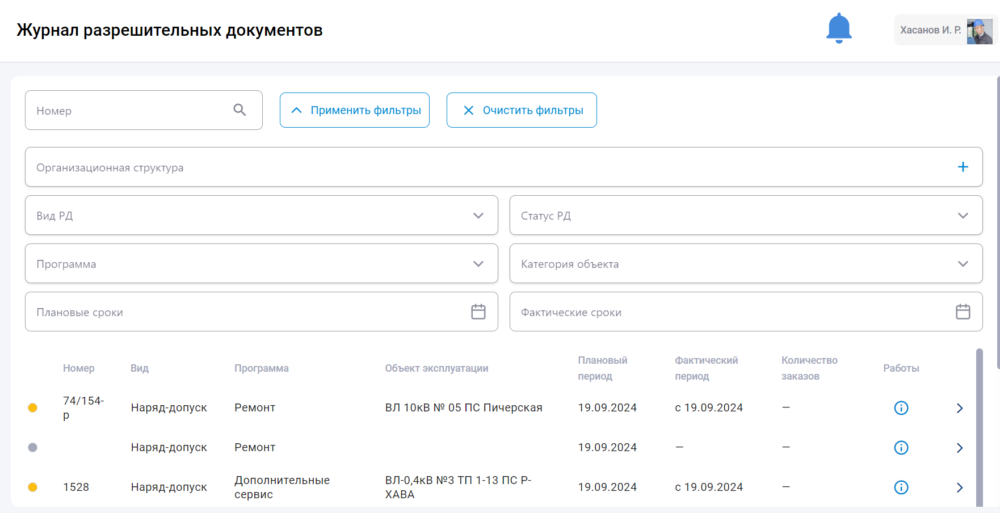 Журнал разрешительных документов
Хасанов И. Р.
Номер
Применить фильтры
Очистить фильтры
Организационная структура
Вид РД
Статус РД
Программа
Категория объекта
Плановые сроки
Фактические сроки
Номер
Вид
Программа
Объект эксплуатации
Плановый
период
Фактический
период
Количество
заказов
Работы
74/154-
р
Наряд-допуск
Ремонт
ВЛ 10кВ № 05 ПС Пичерская
19.09.2024
с 19.09.2024
—
Наряд-допуск
Ремонт
19.09.2024
—
—
1528
Наряд-допуск
Дополнительные
сервис
ВЛ-0,4кВ №3 ТП 1-13 ПС Р-
ХАВА
19.09.2024
с 19.09.2024
—